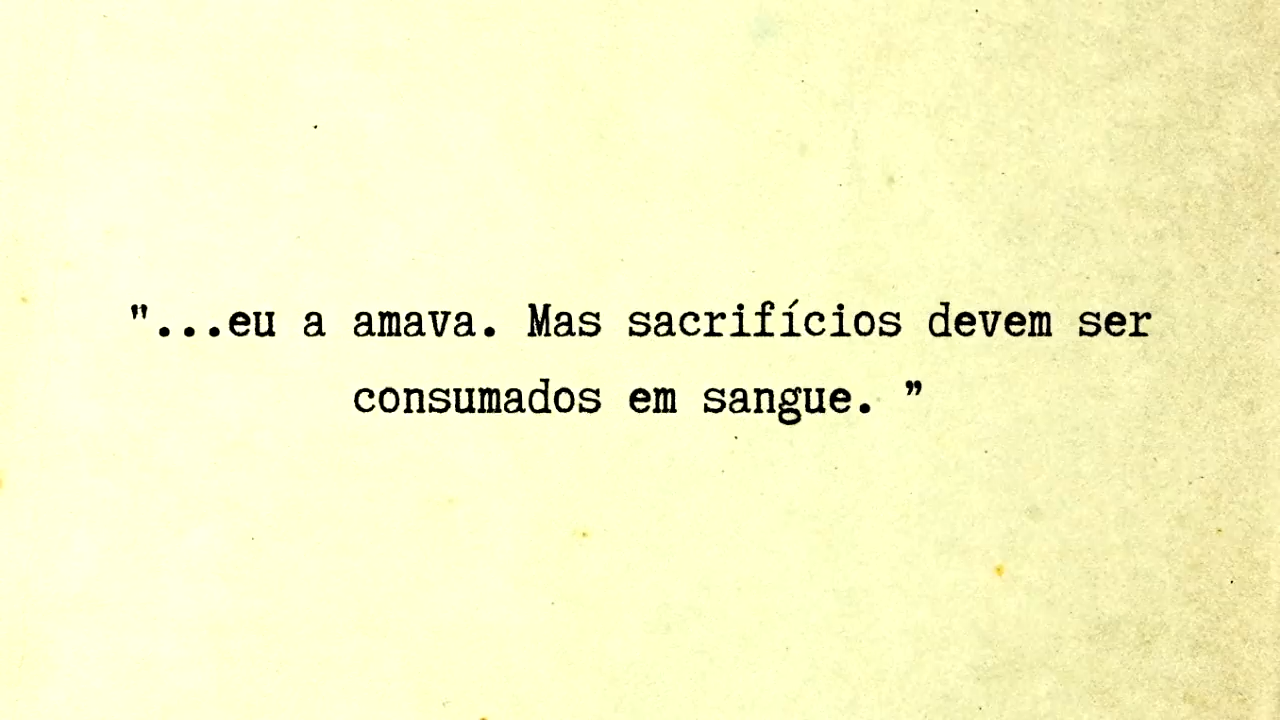 "...eu a amava. Mas sacrifícios devem ser
consumados em sangue. ”